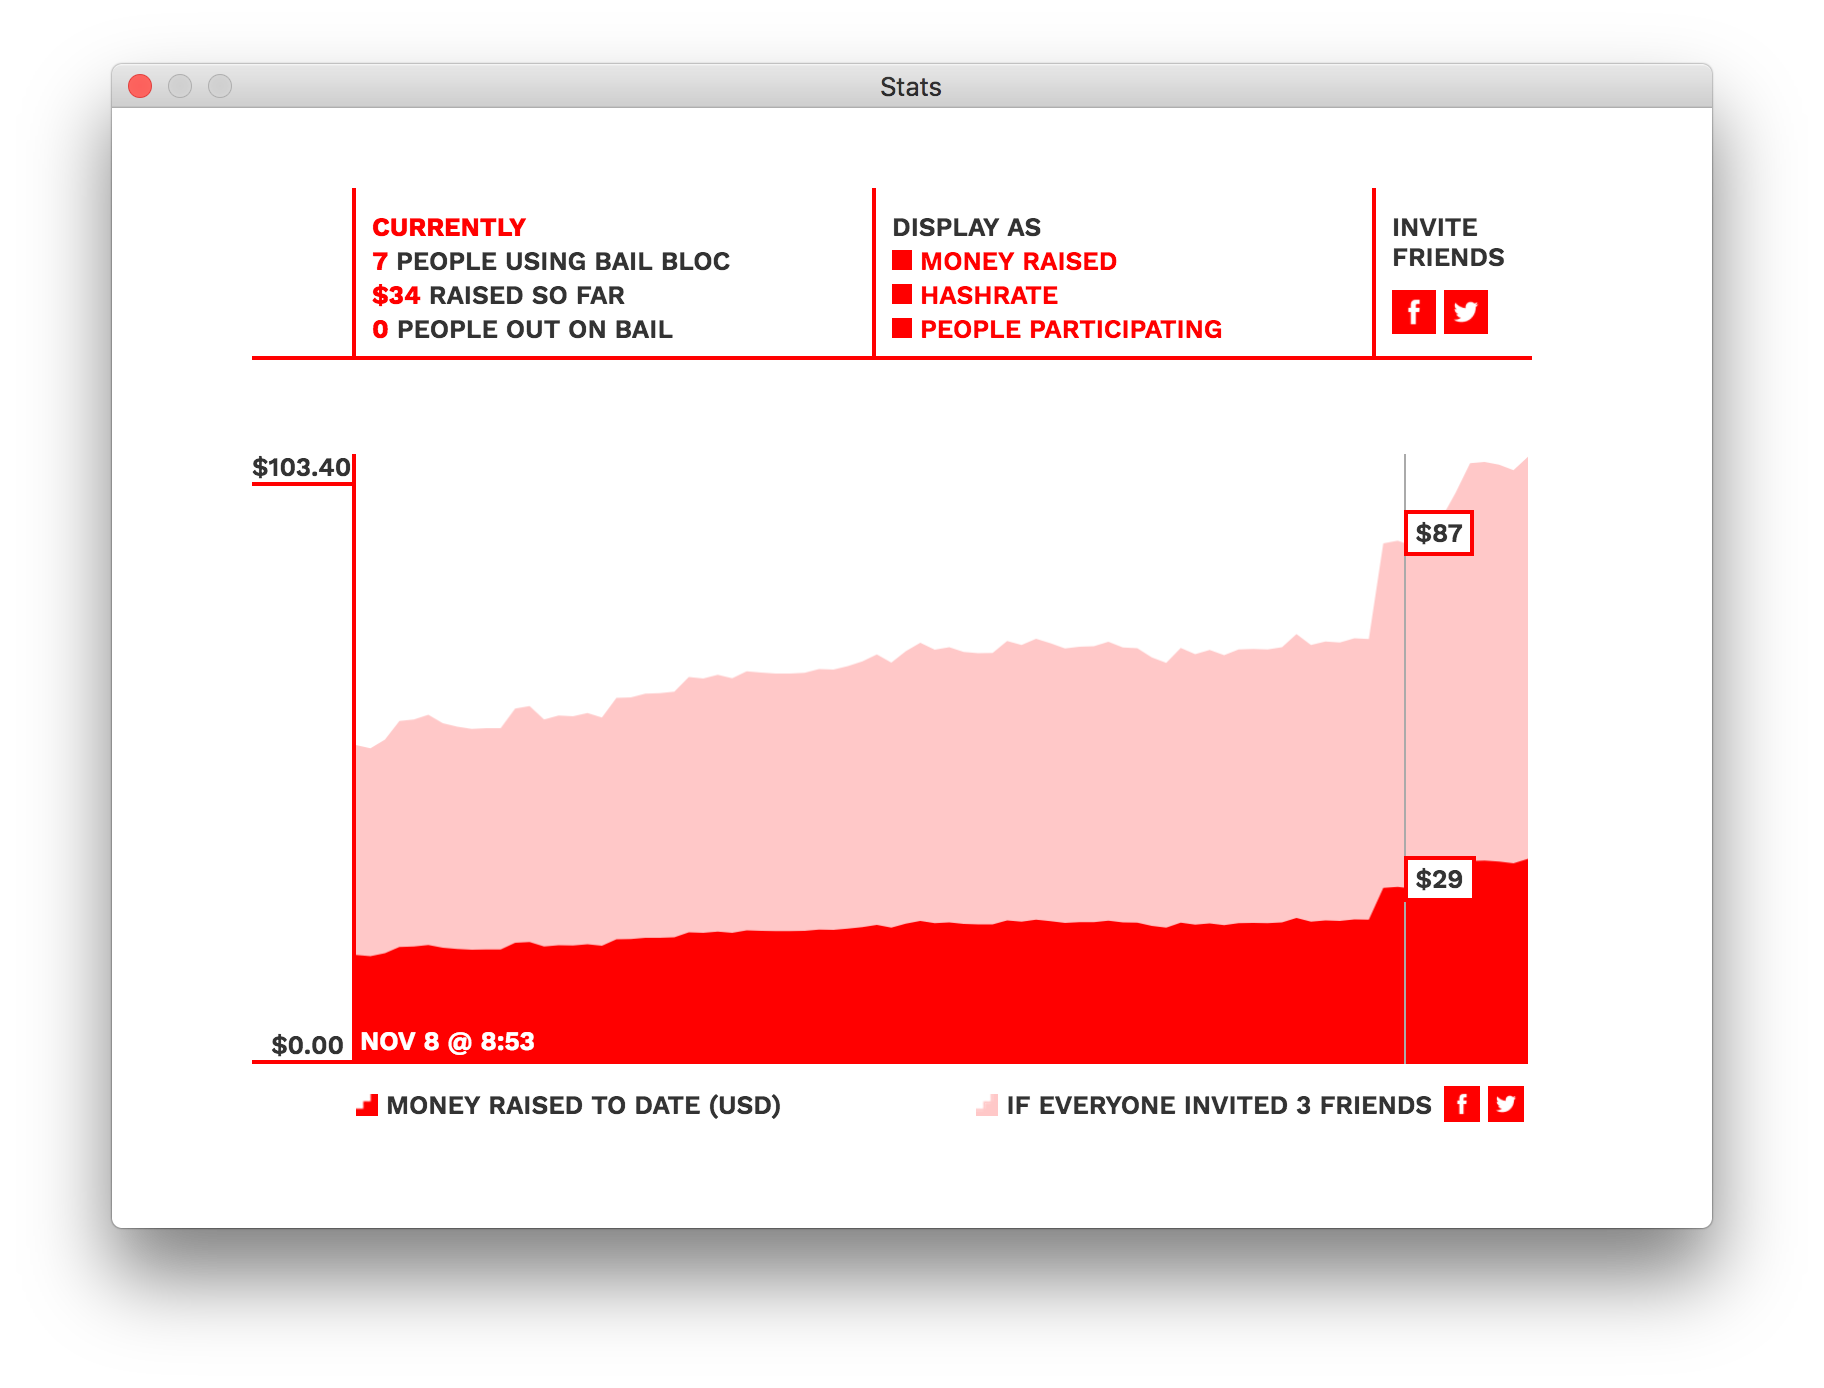 Stats
CURRENTLY
7 PEOPLE USING BAIL BLOC
$34 RAISED SO FAR
0 PEOPLE OUT ON BAIL
DISPLAY AS
MONEY RAISED
HASHRATE
PEOPLE PARTICIPATING
INVITE
FRIENDS
$103.40
$87
$29
$0.00
NOV 8 @ 8:53
MONEY RAISED TO DATE (USD)
IF EVERYONE INVITED 3 FRIENDS